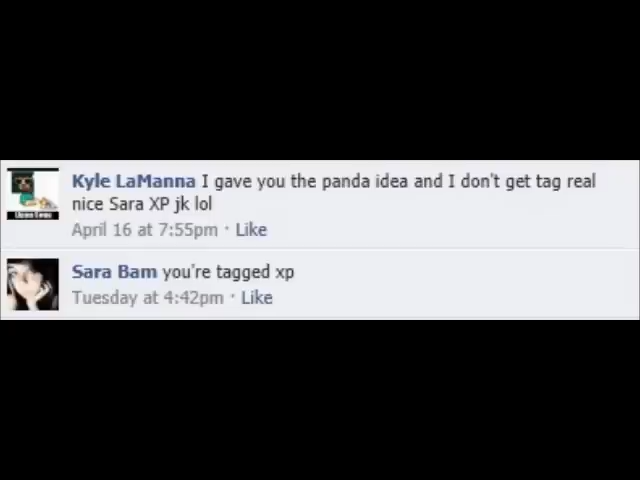 Kyle LaManna I gave you the panda idea and I don't get tag real
nice Sara XP jk lol
April 16 at 7:55pm · Like
Sara Bam you're tagged xp
Tuesday at 4:42pm · Like